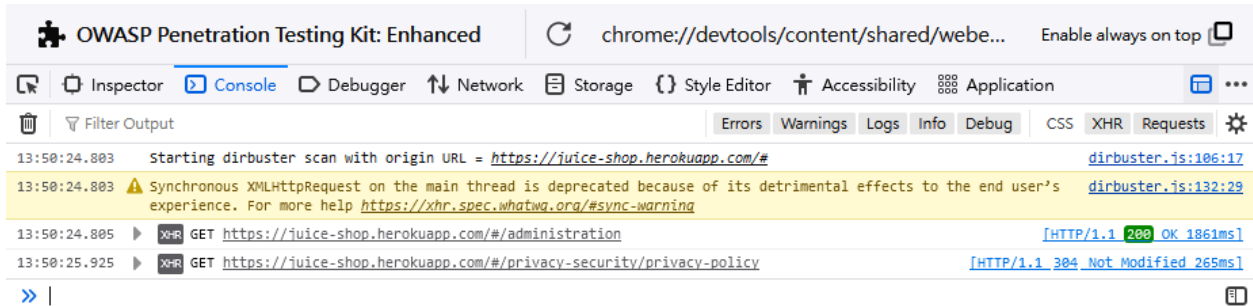 OWASP Penetration Testing Kit: Enhanced chrome://devtools/content/shared/webe... Enable always on top
Inspector Console Debugger Network Storage Style Editor Accessibility Application
Filter Output Errors Warnings Logs Info Debug CSS XHR Requests
13:50:24.803 Starting dirbuster scan with origin URL = https://juice-shop.herokuapp.com/# dirbuster.js:106:17
13:50:24.803 Synchronous XMLHttpRequest on the main thread is deprecated because of its detrimental effects to the end user's dirbuster.js:132:29
experience. For more help https://xhr.spec.whatwg.org/#sync-warning
13:50:24.805 XHR GET https://juice-shop.herokuapp.com/#/administration [HTTP/1.1 200 OK 1861ms]
13:50:25.925 XHR GET https://juice-shop.herokuapp.com/#/privacy-security/privacy-policy [HTTP/1.1 304 Not Modified 265ms]